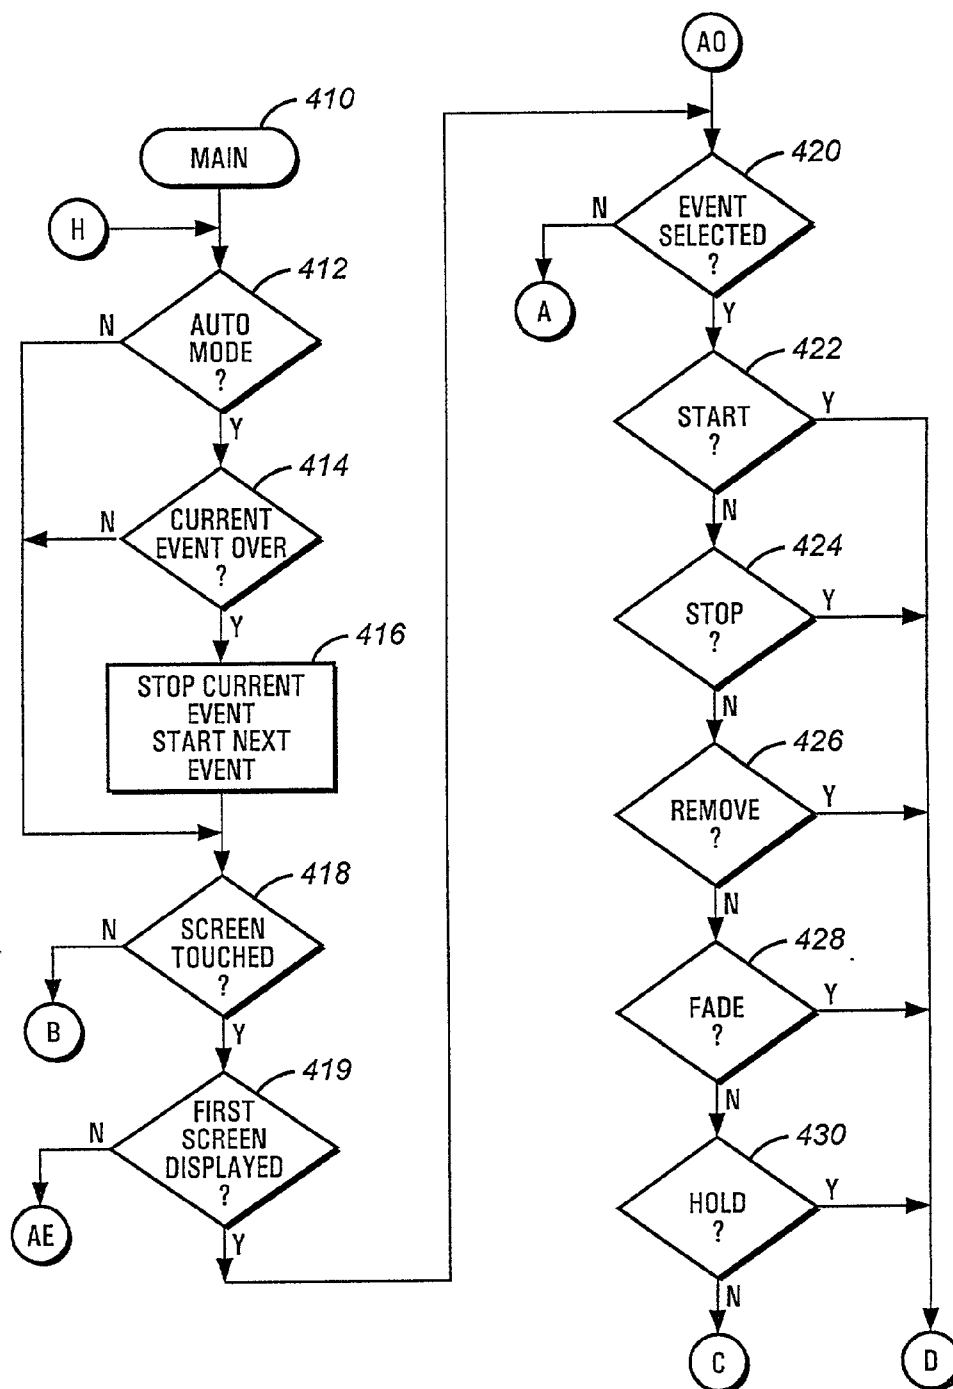 410
MAIN
H
412
N
AUTO
MODE
?
Y
414
N
CURRENT
EVENT OVER
?
Y
416
STOP CURRENT
EVENT
START NEXT
EVENT
418
N
SCREEN
TOUCHED
?
B
Y
419
N
FIRST
SCREEN
DISPLAYED
?
AE
Y
AO
420
N
EVENT
SELECTED
?
A
Y
422
START
?
Y
N
424
STOP
?
Y
N
426
REMOVE
?
Y
N
428
FADE
?
Y
N
430
HOLD
?
Y
N
C
D